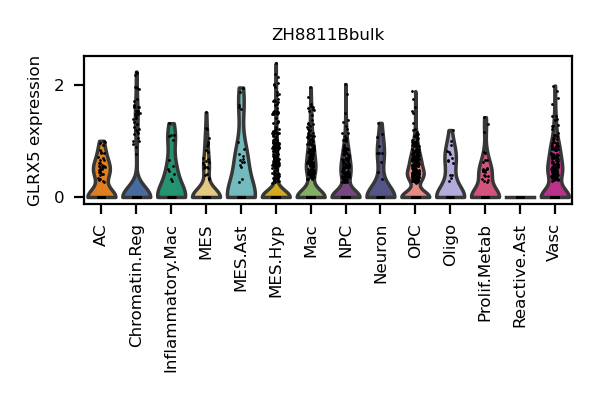 ZH8811Bbulk
GLRX5 expression
2
0
AC
Chromatin.Reg
Inflammatory.Mac
MES
MES.Ast
MES.Hyp
Mac
NPC
Neuron
OPC
Oligo
Prolif.Metab
Reactive.Ast
Vasc